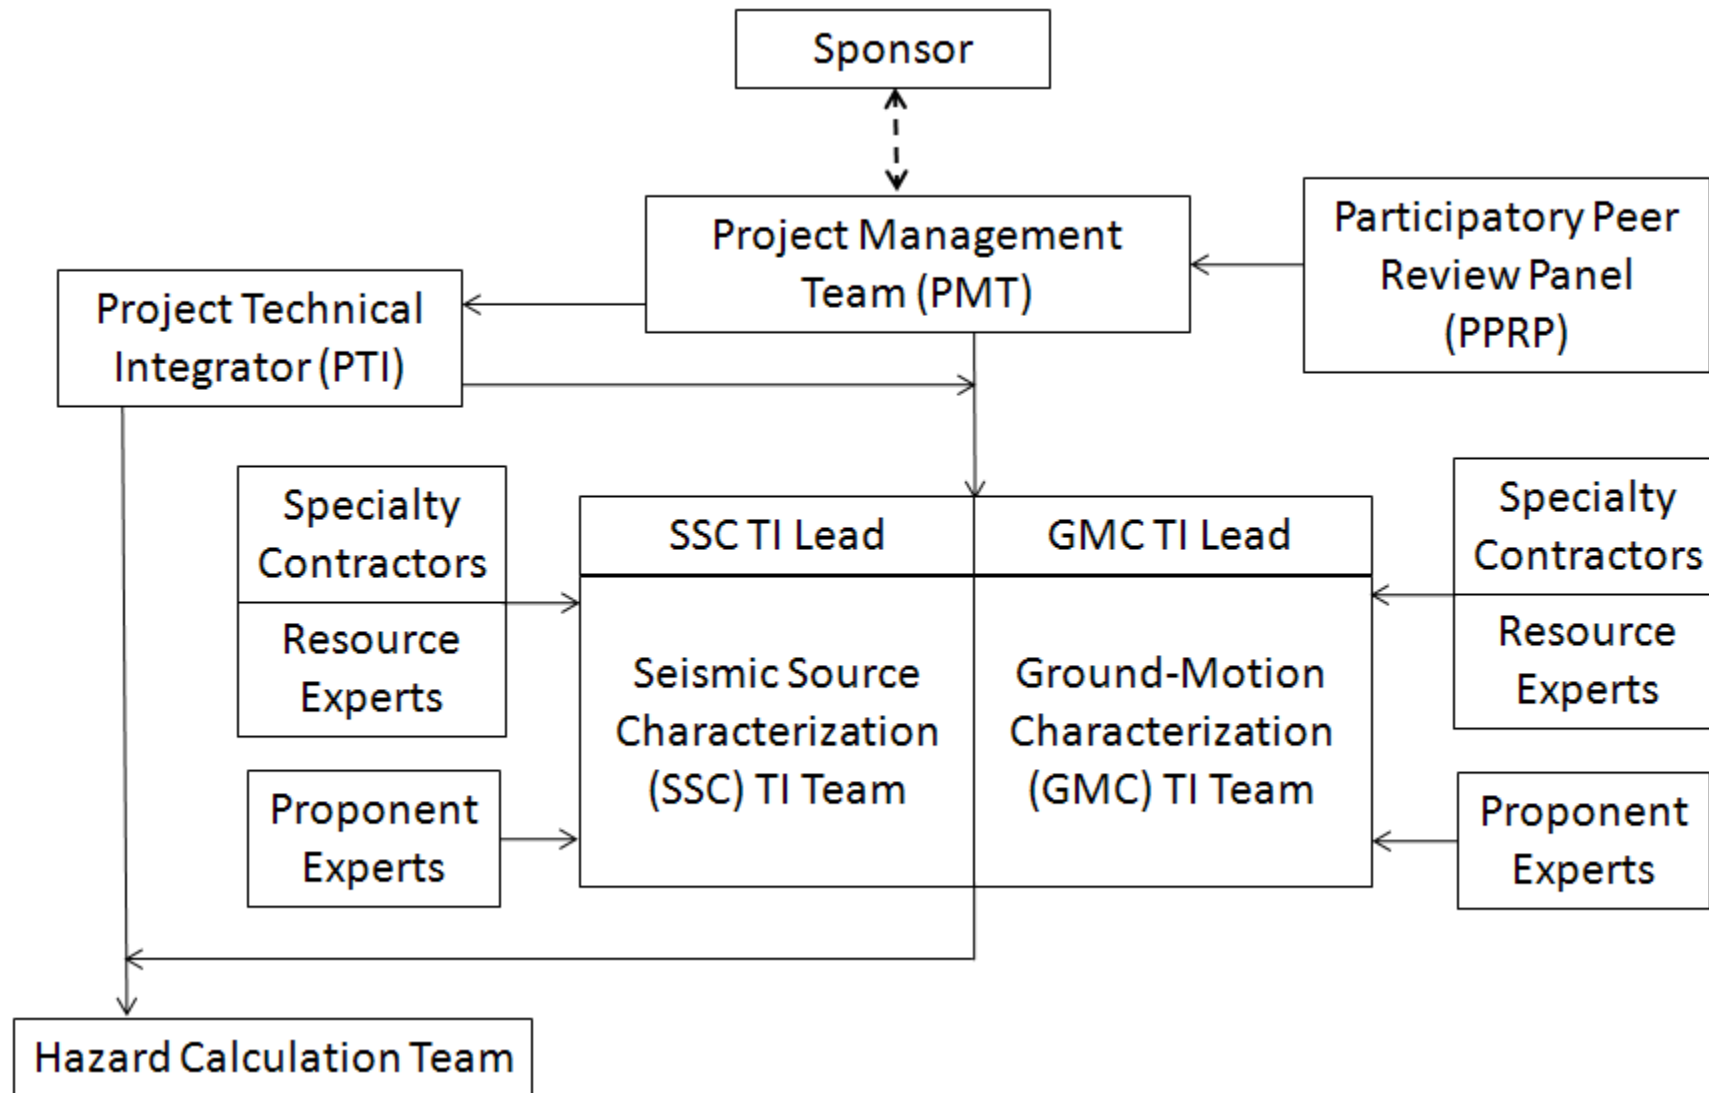 Sponsor
Project Management
Team (PMT)
Participatory Peer
Review Panel
(PPRP)
Project Technical
Integrator (PTI)
Specialty
Contractors
Resource
Experts
Proponent
Experts
SSC TI Lead
GMC TI Lead
Seismic Source
Characterization
(SSC) TI Team
Ground-Motion
Characterization
(GMC) TI Team
Specialty
Contractors
Resource
Experts
Proponent
Experts
Hazard Calculation Team